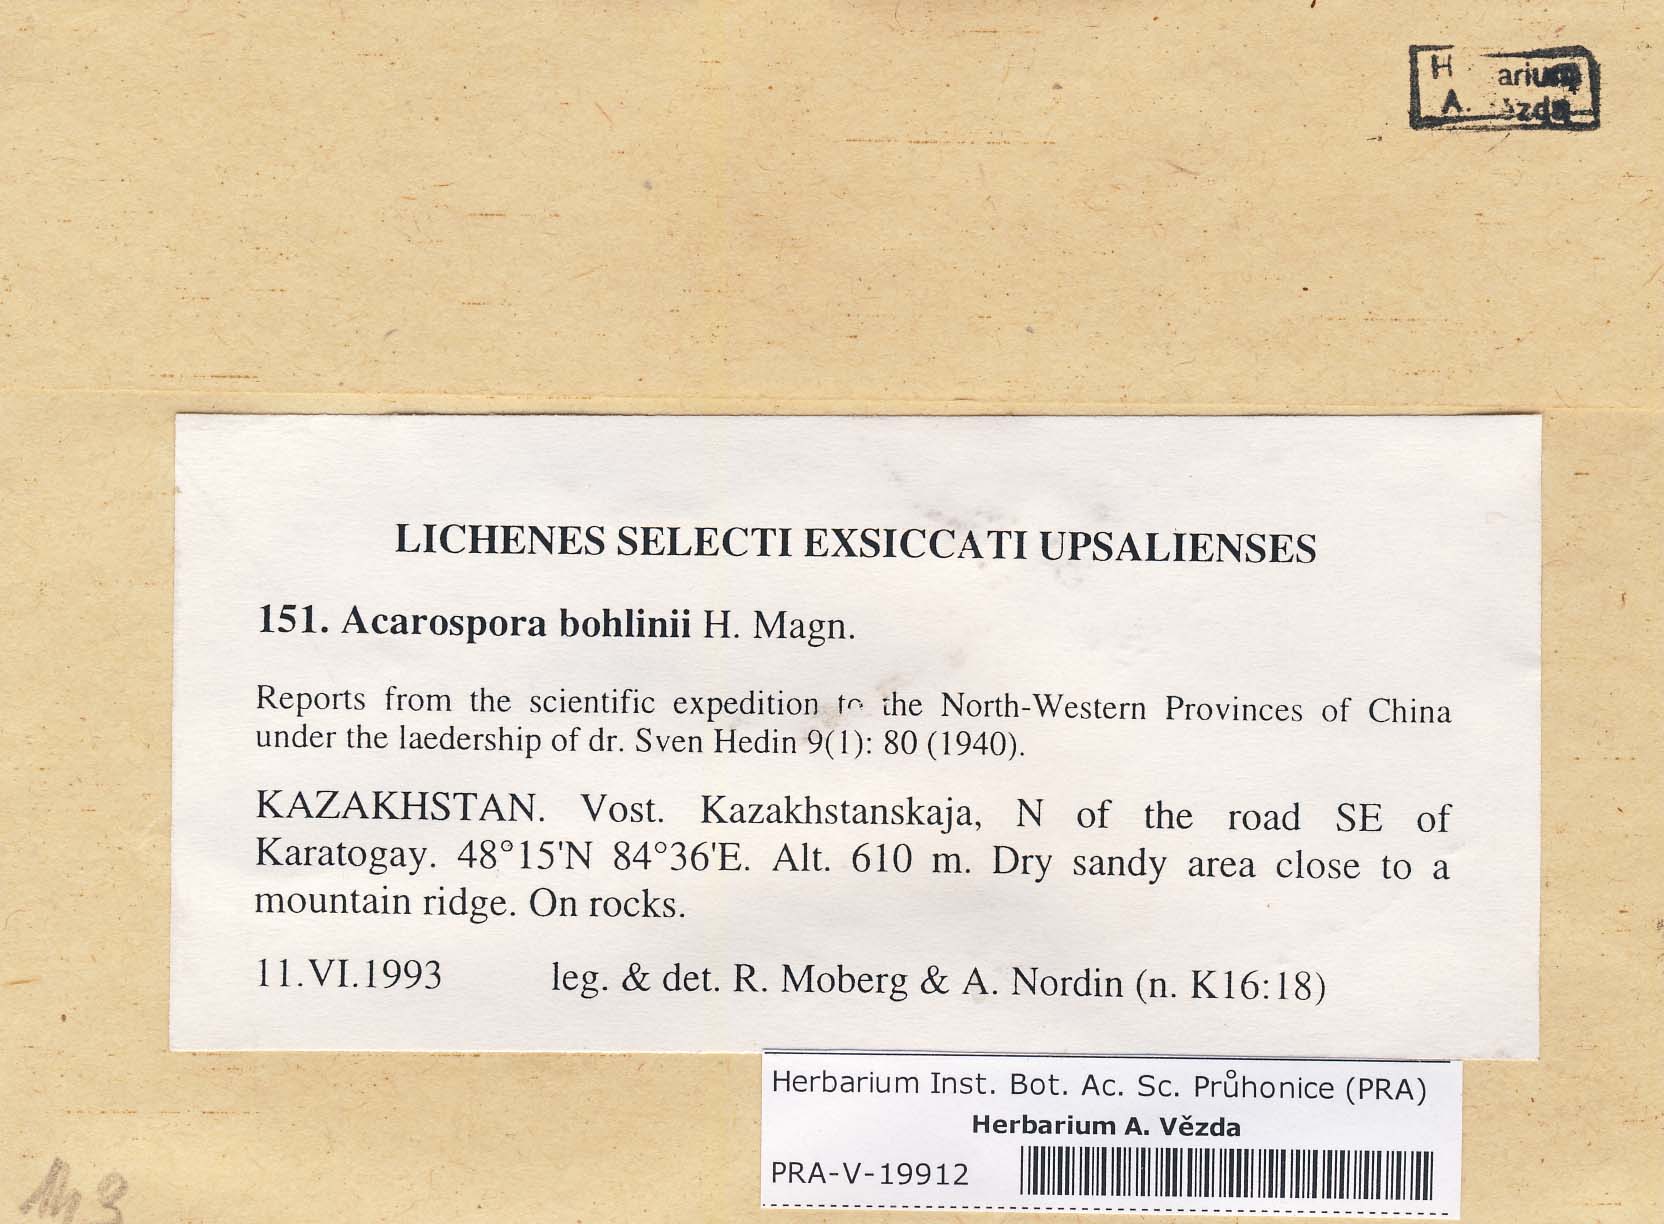 LICHENES SELECTI EXSICCATI UPSALIENSES
151. Acarospora bohlinii H. Magn.
Reports from the scientific expedition to the North-Western Provinces of China
under the laedership of dr. Sven Hedin 9(1): 80 (1940).
KAZAKHSTAN. Vost. Kazakhstanskaja, N of the road SE of
Karatogay. 48°15'N 84°36'E. Alt. 610 m. Dry sandy area close to a
mountain ridge. On rocks.
11.VI.1993 leg. & det. R. Moberg & A. Nordin (n. K16:18)
Herbarium Inst. Bot. Ac. Sc. Průhonice (PRA)
Herbarium A. Vězda
PRA-V-19912